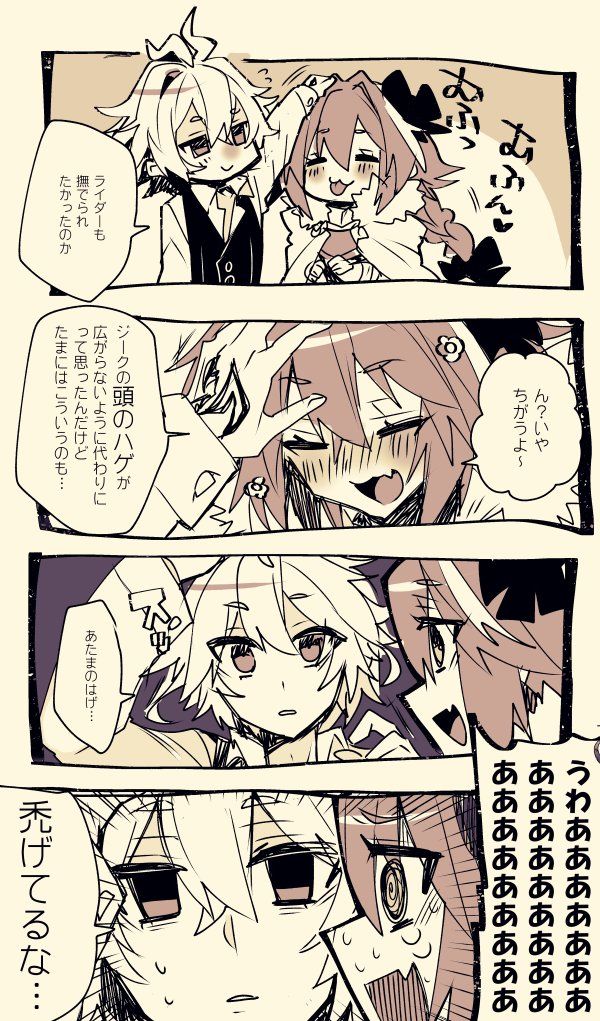 むふっ
むふん♥
ライダーも
撫でられ
たかったのか
ん？いや
ちがうよ～
ジークの頭のハゲが
広がらないように代わりに
って思ったんだけど
たまにはこういうのも…
あたまのはげ…
うわあああああああ
ああああああああ
ああああああああ
禿げてるな…